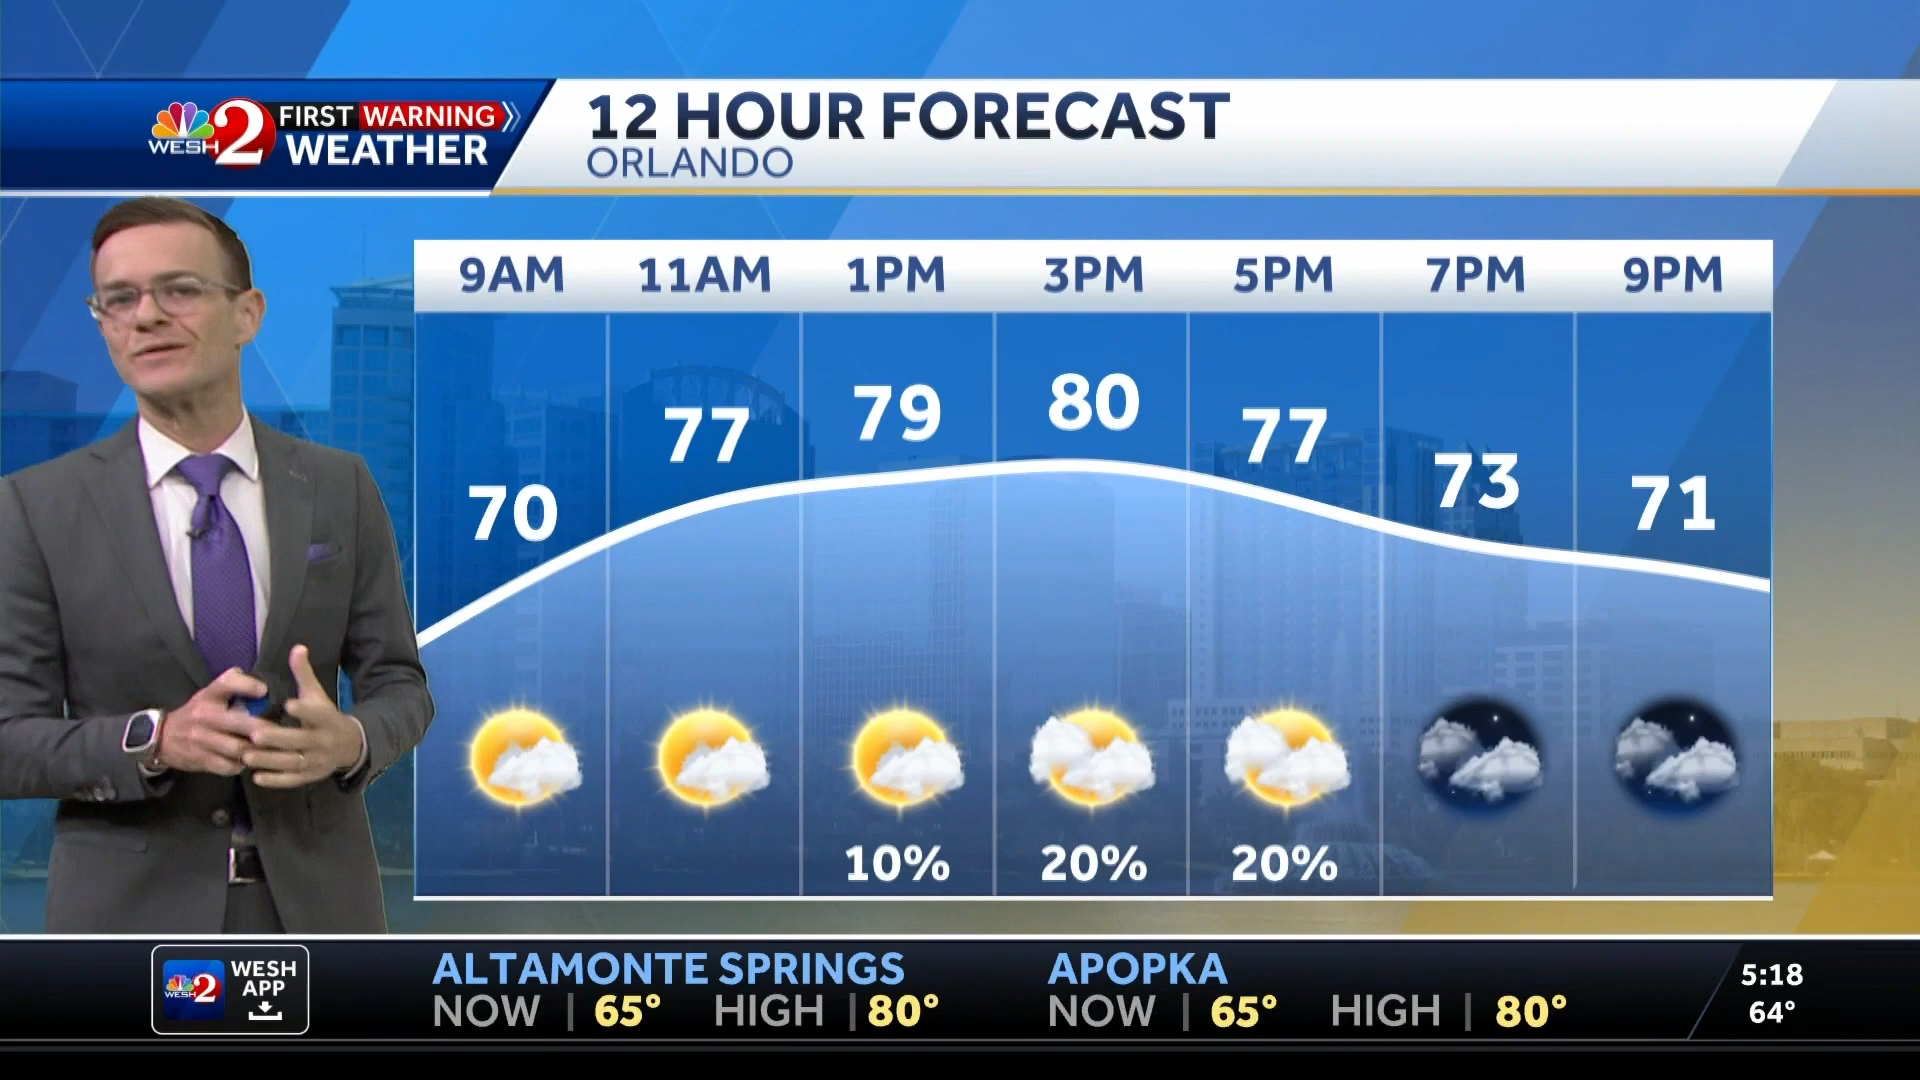 WESH 2 FIRST WARNING
WEATHER
12 HOUR FORECAST
ORLANDO
9AM 11AM 1PM 3PM 5PM 7PM 9PM
70 77 79 80 77 73 71
10% 20% 20%
WESH 2
WESH
APP
ALTAMONTE SPRINGS
NOW | 65° HIGH | 80°
APOPKA
NOW | 65° HIGH | 80°
5:18
64°